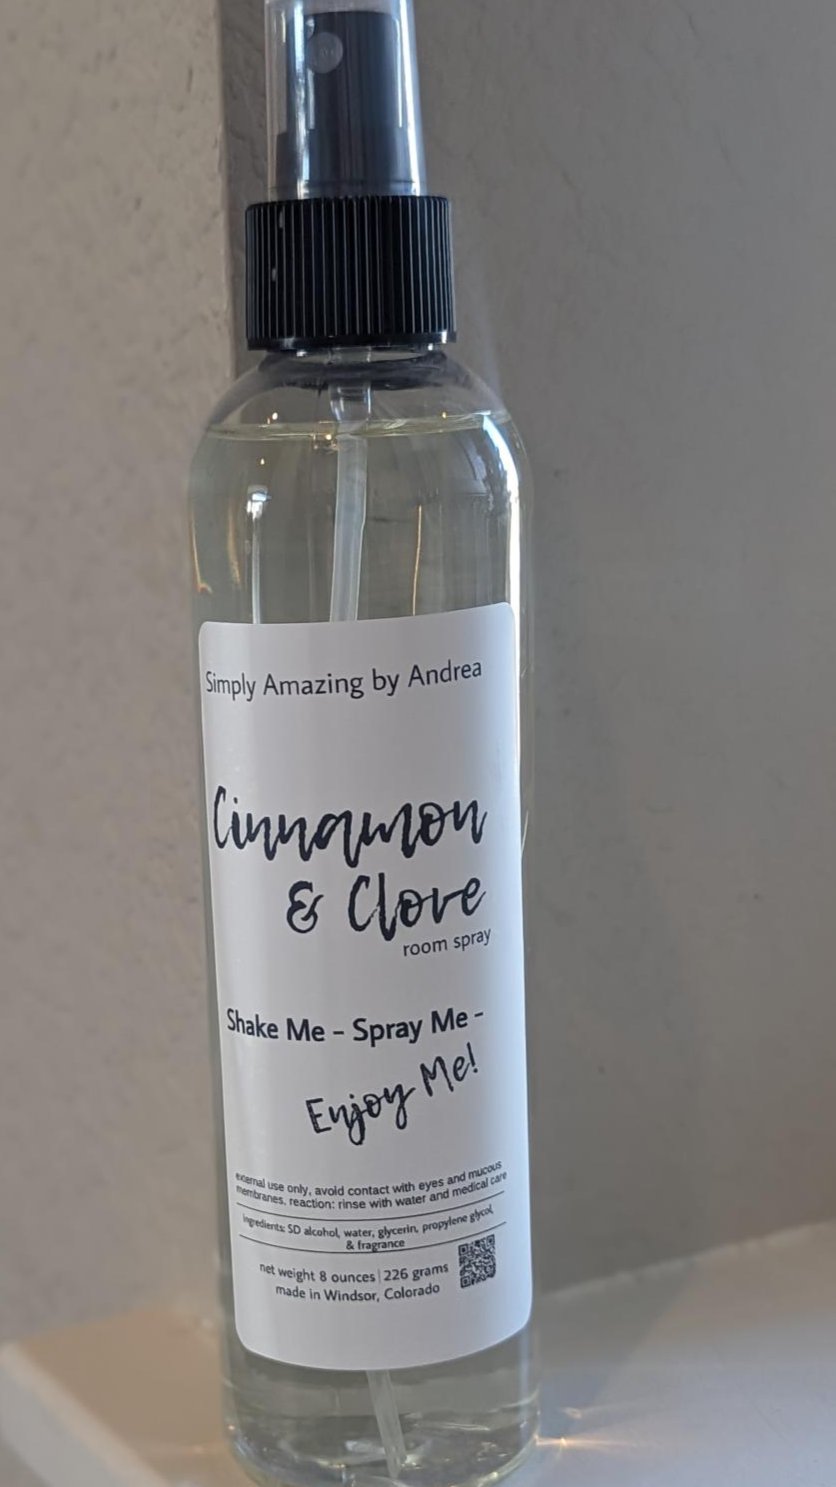 Simply Amazing by Andrea
Cinnamon
& Clove
room spray
Shake Me - Spray Me -
Enjoy Me!
external use only, avoid contact with eyes and mucous
membranes. reaction: rinse with water and medical care
Ingredients: SD alcohol, water, glycerin, propylene glycol,
& fragrance
net weight 8 ounces | 226 grams
made in Windsor, Colorado